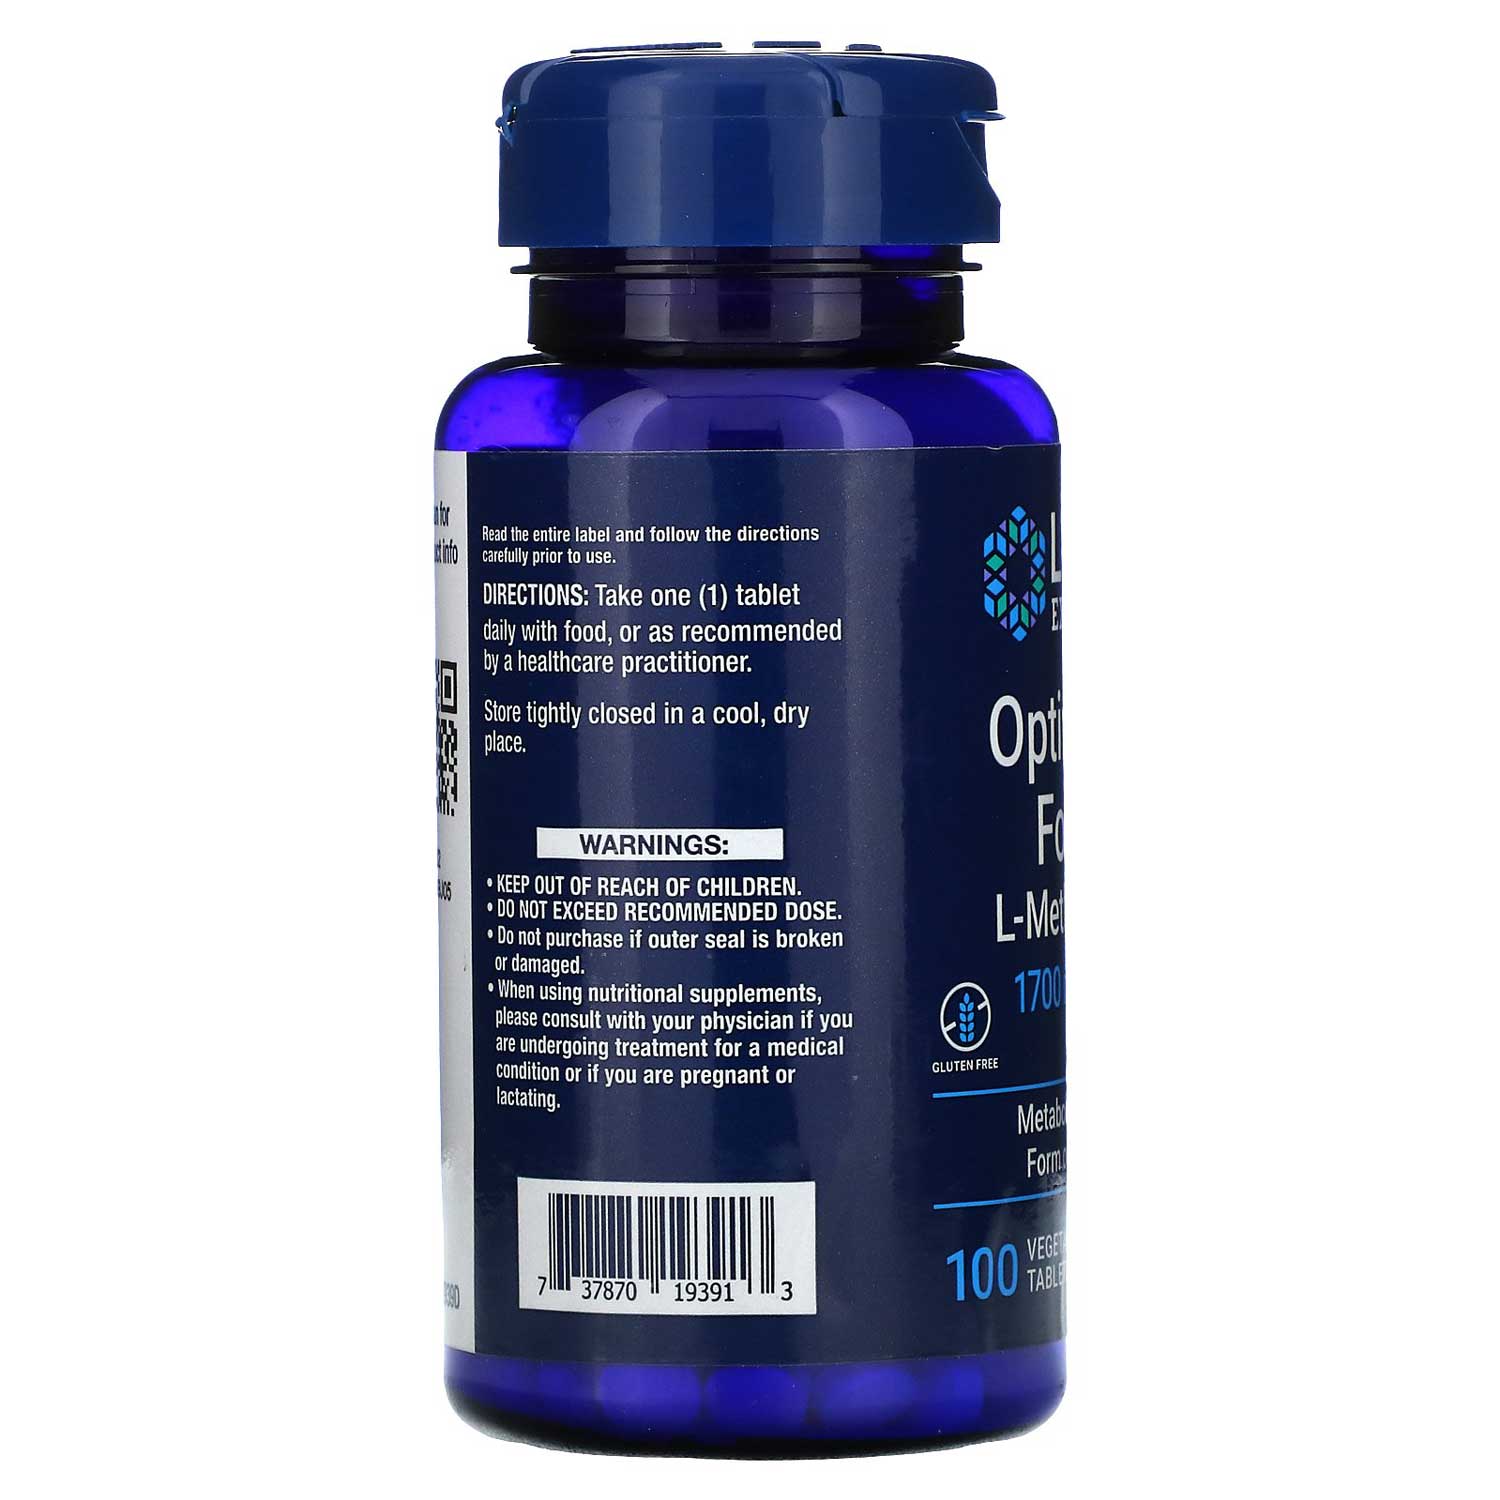 info
Read the entire label and follow the directions
carefully prior to use.
DIRECTIONS: Take one (1) tablet
daily with food, or as recommended
by a healthcare practitioner.
Store tightly closed in a cool, dry
place.
WARNINGS:
• KEEP OUT OF REACH OF CHILDREN.
• DO NOT EXCEED RECOMMENDED DOSE.
• Do not purchase if outer seal is broken
or damaged.
• When using nutritional supplements,
please consult with your physician if you
are undergoing treatment for a medical
condition or if you are pregnant or
lactating.
7 37870 19391 3
1700
GLUTEN FREE
100